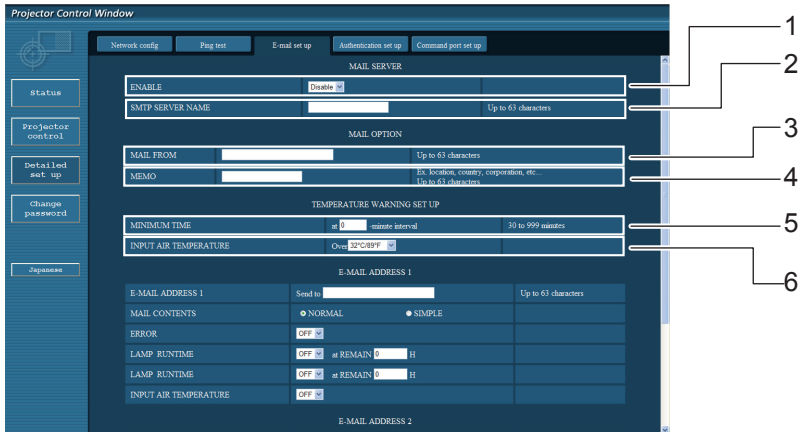 Projector Control Window
Network config Ping test E-mail set up Authentication set up Command port set up
Status
Projector control
Detailed set up
Change password
Japanese
MAIL SERVER
ENABLE Disable
SMTP SERVER NAME Up to 63 characters
MAIL OPTION
MAIL FROM Up to 63 characters
MEMO Ex. location, country, corporation, etc...
Up to 63 characters
TEMPERATURE WARNING SET UP
MINIMUM TIME at 0 -minute interval 30 to 999 minutes
INPUT AIR TEMPERATURE Over 32°C/89°F
E-MAIL ADDRESS 1
E-MAIL ADDRESS 1 Send to Up to 63 characters
MAIL CONTENTS NORMAL SIMPLE
ERROR OFF
LAMP RUNTIME OFF at REMAIN 0 H
LAMP RUNTIME OFF at REMAIN 0 H
INPUT AIR TEMPERATURE OFF
E-MAIL ADDRESS 2
1
2
3
4
5
6